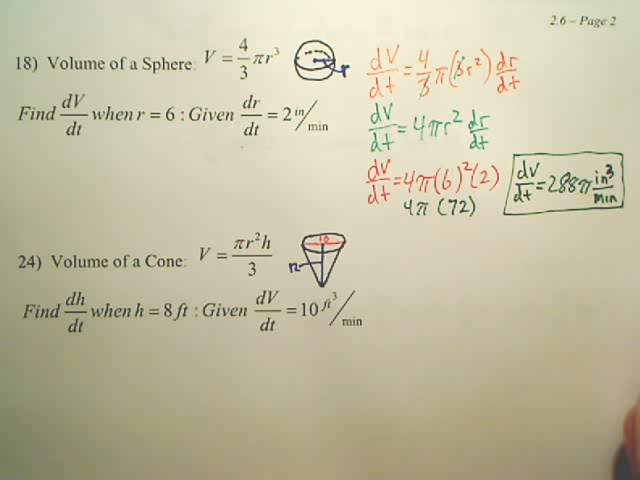 2.6 – Page 2
18) Volume of a Sphere: V = 4/3 πr³
r
Find dV/dt when r = 6 : Given dr/dt = 2 in/min
dV/dt = 4/3 π(3r²) dr/dt
dV/dt = 4πr² dr/dt
dV/dt = 4π(6)²(2)
4π (72)
dV/dt = 288π in³/min
24) Volume of a Cone: V = πr²h/3
10
12
Find dh/dt when h = 8 ft : Given dV/dt = 10 ft³/min